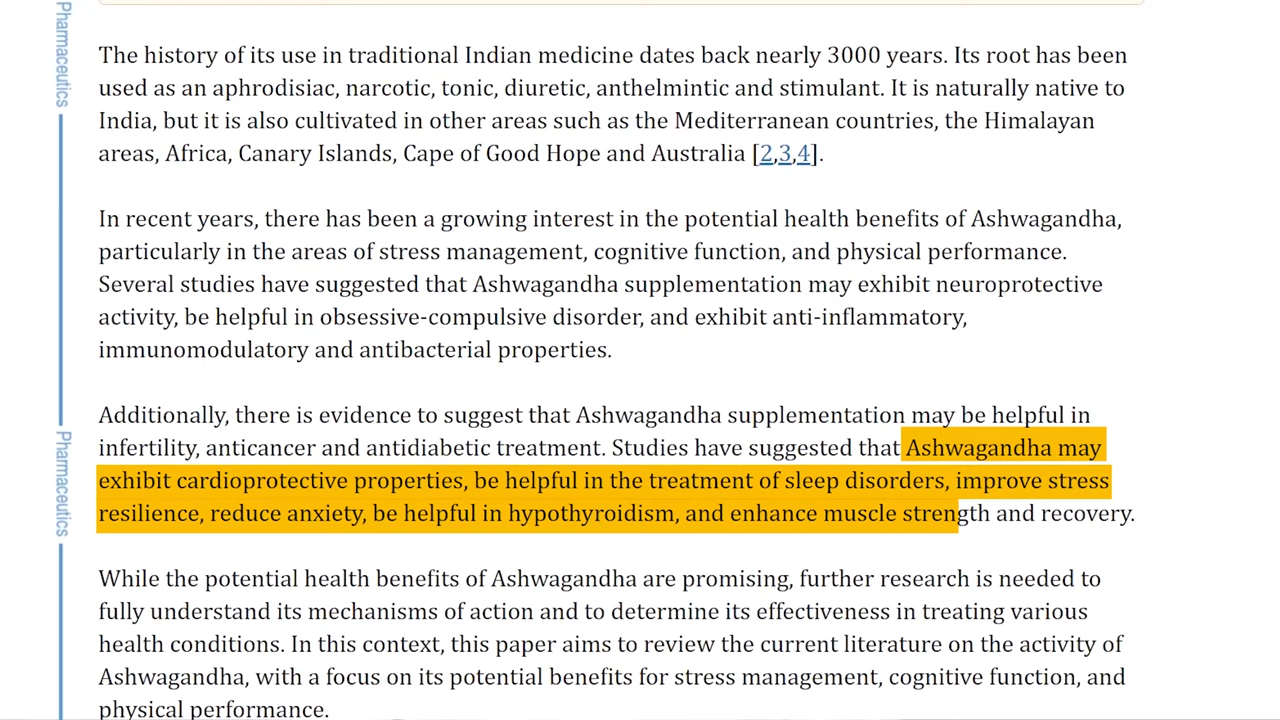 Pharmaceutics
Pharmaceutics
The history of its use in traditional Indian medicine dates back nearly 3000 years. Its root has been
used as an aphrodisiac, narcotic, tonic, diuretic, anthelmintic and stimulant. It is naturally native to
India, but it is also cultivated in other areas such as the Mediterranean countries, the Himalayan
areas, Africa, Canary Islands, Cape of Good Hope and Australia [2,3,4].
In recent years, there has been a growing interest in the potential health benefits of Ashwagandha,
particularly in the areas of stress management, cognitive function, and physical performance.
Several studies have suggested that Ashwagandha supplementation may exhibit neuroprotective
activity, be helpful in obsessive-compulsive disorder, and exhibit anti-inflammatory,
immunomodulatory and antibacterial properties.
Additionally, there is evidence to suggest that Ashwagandha supplementation may be helpful in
infertility, anticancer and antidiabetic treatment. Studies have suggested that Ashwagandha may
exhibit cardioprotective properties, be helpful in the treatment of sleep disorders, improve stress
resilience, reduce anxiety, be helpful in hypothyroidism, and enhance muscle strength and recovery.
While the potential health benefits of Ashwagandha are promising, further research is needed to
fully understand its mechanisms of action and to determine its effectiveness in treating various
health conditions. In this context, this paper aims to review the current literature on the activity of
Ashwagandha, with a focus on its potential benefits for stress management, cognitive function, and
physical performance.